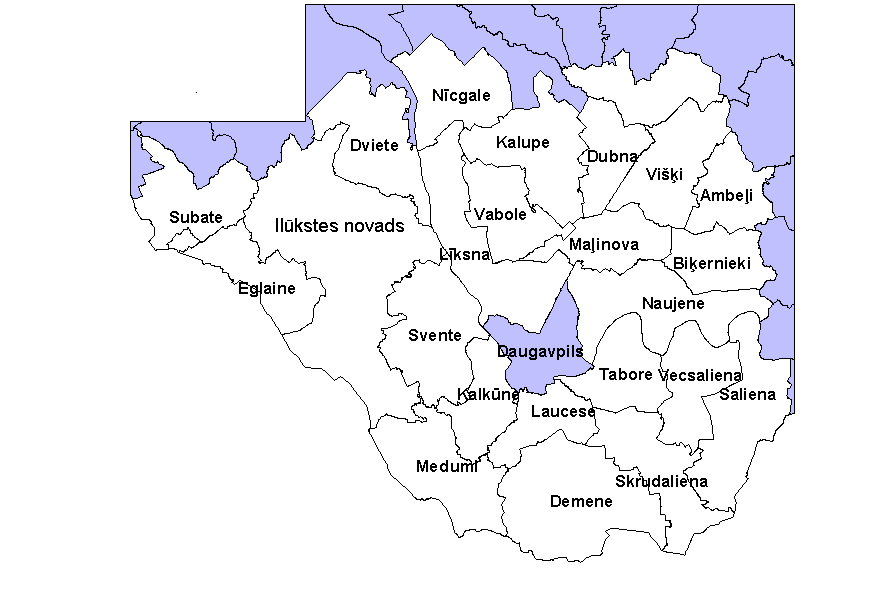 Nīcgale
Dviete
Kalupe
Dubna
Višķi
Ambeļi
Subate
Ilūkstes novads
Vabole
Līksna
Maļinova
Biķernieki
Eglaine
Naujene
Svente
Daugavpils
Tabore
Vecsaliena
Saliena
Kalkūne
Laucese
Medumi
Skrudaliena
Demene